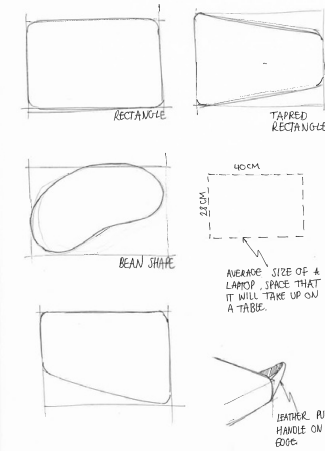 RECTANGLE
TAPRED
RECTANGLE
40CM
28CM
BEAN SHAPE
AVERAGE SIZE OF A
LAPTOP, SPACE THAT
IT WILL TAKE UP ON
A TABLE.
LEATHER PU
HANDLE ON
EDGE